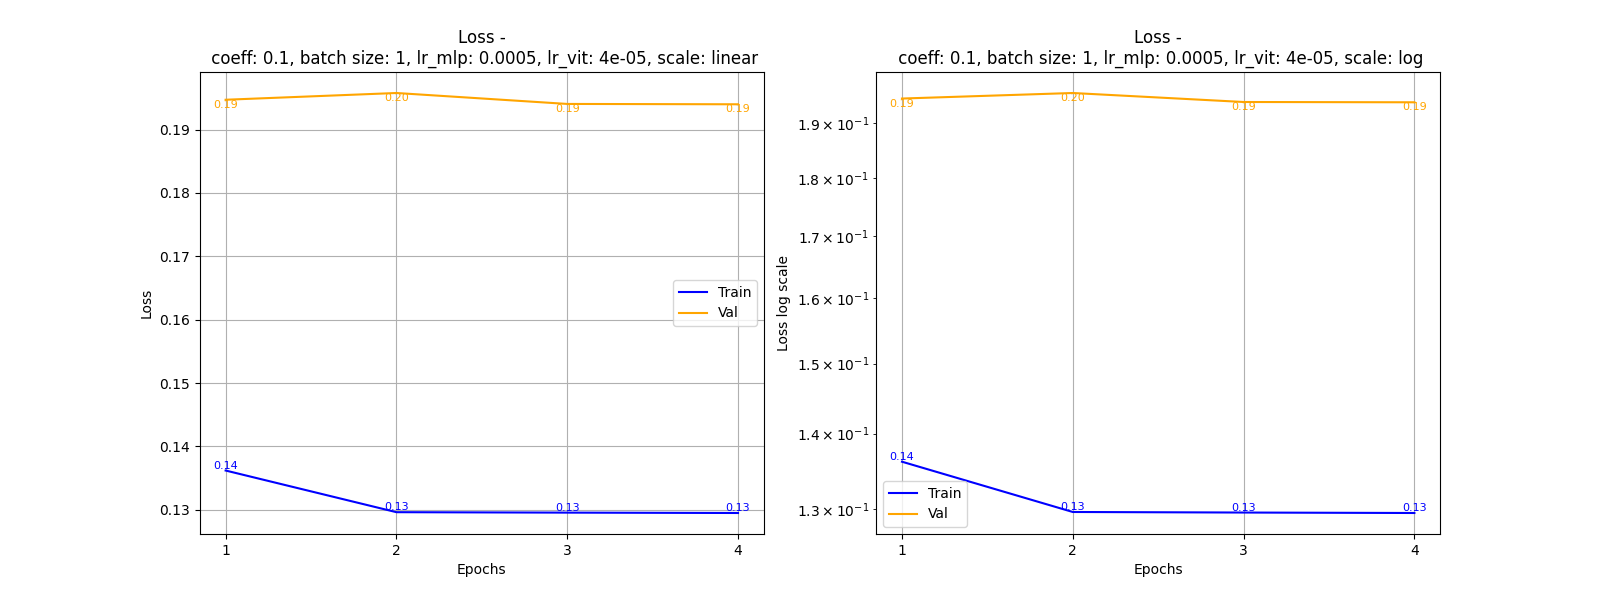 Loss -
coeff: 0.1, batch size: 1, lr_mlp: 0.0005, lr_vit: 4e-05, scale: linear
0.19
0.20
0.19
0.19
0.19
0.18
0.17
0.16
0.15
0.14
0.13
Loss
Train
Val
0.14
0.13
0.13
0.13
1
2
3
4
Epochs
Loss -
coeff: 0.1, batch size: 1, lr_mlp: 0.0005, lr_vit: 4e-05, scale: log
0.19
0.20
0.19
0.19
1.9 × 10⁻¹
1.8 × 10⁻¹
1.7 × 10⁻¹
1.6 × 10⁻¹
1.5 × 10⁻¹
1.4 × 10⁻¹
1.3 × 10⁻¹
Loss log scale
0.14
0.13
0.13
0.13
Train
Val
1
2
3
4
Epochs